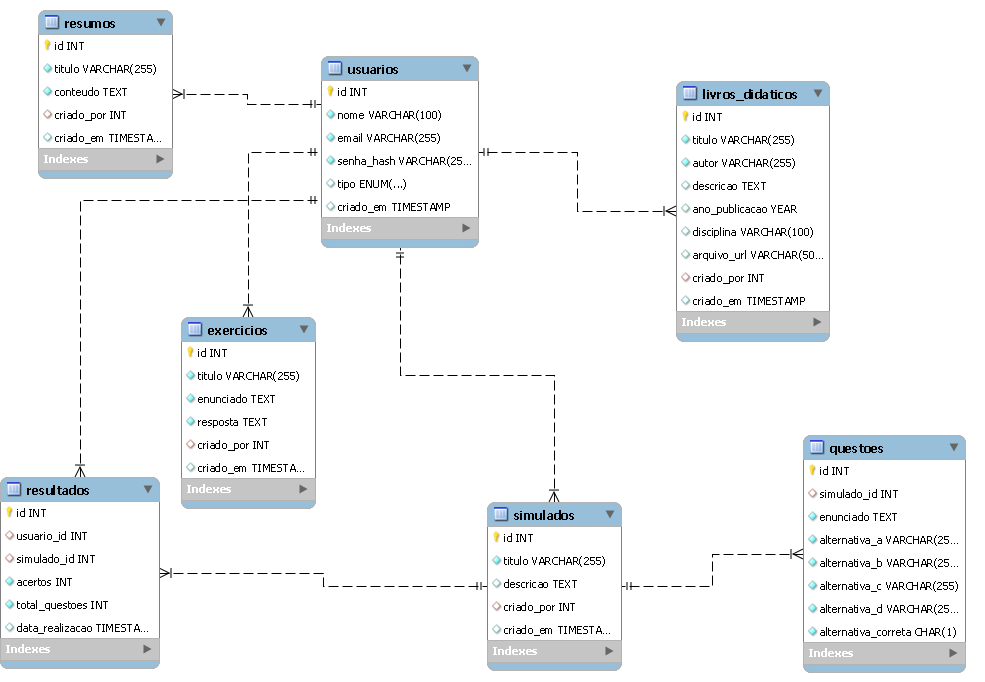 resumos
id INT
titulo VARCHAR(255)
conteudo TEXT
criado_por INT
criado_em TIMESTA...
Indexes
usuarios
id INT
nome VARCHAR(100)
email VARCHAR(255)
senha_hash VARCHAR(25...
tipo ENUM(...)
criado_em TIMESTAMP
Indexes
livros_didaticos
id INT
titulo VARCHAR(255)
autor VARCHAR(255)
descricao TEXT
ano_publicacao YEAR
disciplina VARCHAR(100)
arquivo_url VARCHAR(50...
criado_por INT
criado_em TIMESTAMP
Indexes
exercicios
id INT
titulo VARCHAR(255)
enunciado TEXT
resposta TEXT
criado_por INT
criado_em TIMESTA...
Indexes
resultados
id INT
usuario_id INT
simulado_id INT
acertos INT
total_questoes INT
data_realizacao TIMESTA...
Indexes
simulados
id INT
titulo VARCHAR(255)
descricao TEXT
criado_por INT
criado_em TIMESTA...
Indexes
questoes
id INT
simulado_id INT
enunciado TEXT
alternativa_a VARCHAR(25...
alternativa_b VARCHAR(25...
alternativa_c VARCHAR(255)
alternativa_d VARCHAR(25...
alternativa_correta CHAR(1)
Indexes